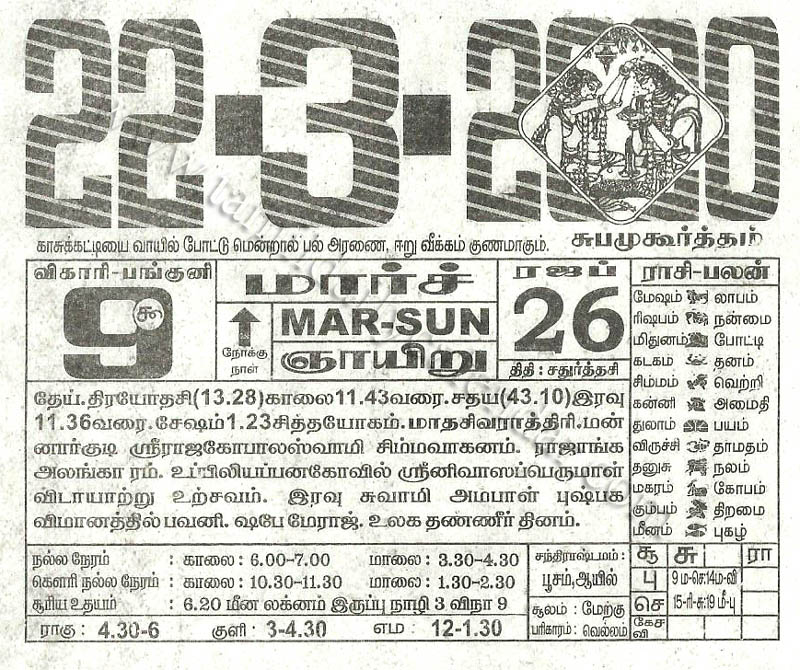 22-3-2020
காசுக்கட்டியை வாயில் போட்டு மென்றால் பல் அரணை, ஈறு வீக்கம் குணமாகும். சுபமுகூர்த்தம்
விகாரி-பங்குனி
9
மார்ச்
நோக்கு நாள்
MAR-SUN
ஞாயிறு
ரஜப்
26
திதி : சதுர்த்தசி
ராசி-பலன்
மேஷம் லாபம்
ரிஷபம் நன்மை
மிதுனம் போட்டி
கடகம் தனம்
சிம்மம் வெற்றி
கன்னி அமைதி
துலாம் பயம்
விருச்சி தாமதம்
தனுசு நலம்
மகரம் கோபம்
கும்பம் திறமை
மீனம் புகழ்
தேய்.திரயோதசி(13.28)காலை11.43வரை.சதய(43.10)இரவு
11.36வரை.சேஷம்1.23சித்தயோகம்.மாதசிவராத்திரி.மன்
னார்குடி ஸ்ரீராஜகோபாலஸ்வாமி சிம்மவாகனம். ராஜாங்க
அலங்கா ரம். உப்பிலியப்பனகோவில் ஸ்ரீனிவாஸப்பெருமாள்
விடாயாற்று உற்சவம். இரவு சுவாமி அம்பாள் புஷ்பக
விமானத்தில் பவனி. ஷபே மேராஜ். உலக தண்ணீர் தினம்.
நல்ல நேரம் : காலை: 6.00-7.00 மாலை: 3.30-4.30
கௌரி நல்ல நேரம் : காலை: 10.30-11.30 மாலை: 1.30-2.30
சூரிய உதயம் : 6.20 மீன லக்னம் இருப்பு நாழி 3 விநா 9
ராகு : 4.30-6 குளி : 3-4.30 எம : 12-1.30
சந்திராஷ்டமம் :
பூசம்,ஆயில்
சூலம் : மேற்கு
பரிகாரம் : வெல்லம்
சூ சு ரா
பு 9 ம-செ:14ம-வி
செ 15-ரி-சு:19 மீ-பு
கேச
வி